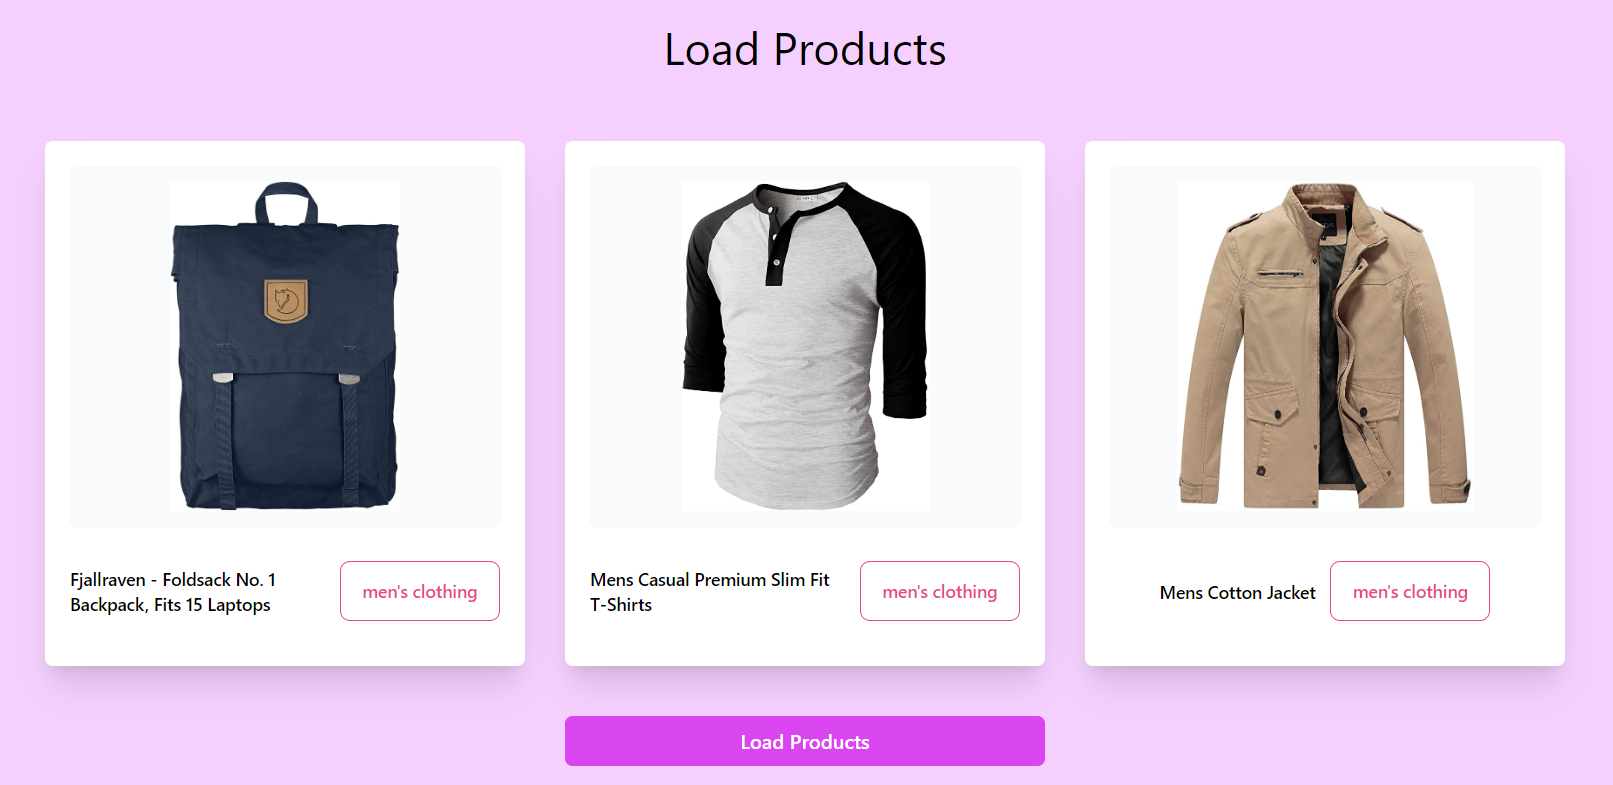 Load Products
Fjallraven - Foldsack No. 1
Backpack, Fits 15 Laptops
men's clothing
Mens Casual Premium Slim Fit
T-Shirts
men's clothing
Mens Cotton Jacket
men's clothing
Load Products